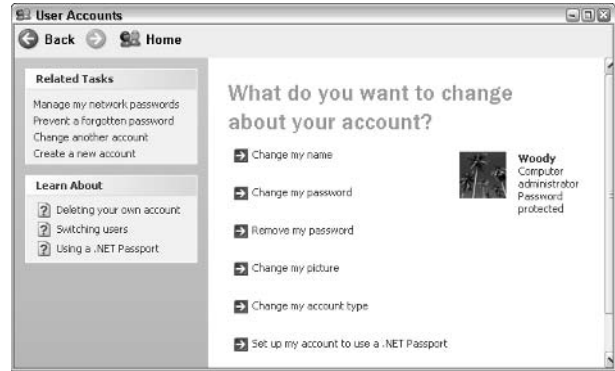 User Accounts
Back Home
Related Tasks
Manage my network passwords
Prevent a forgotten password
Change another account
Create a new account
Learn About
Deleting your own account
Switching users
Using a .NET Passport
What do you want to change
about your account?
Change my name
Change my password
Remove my password
Change my picture
Change my account type
Set up my account to use a .NET Passport
Woody
Computer
administrator
Password
protected